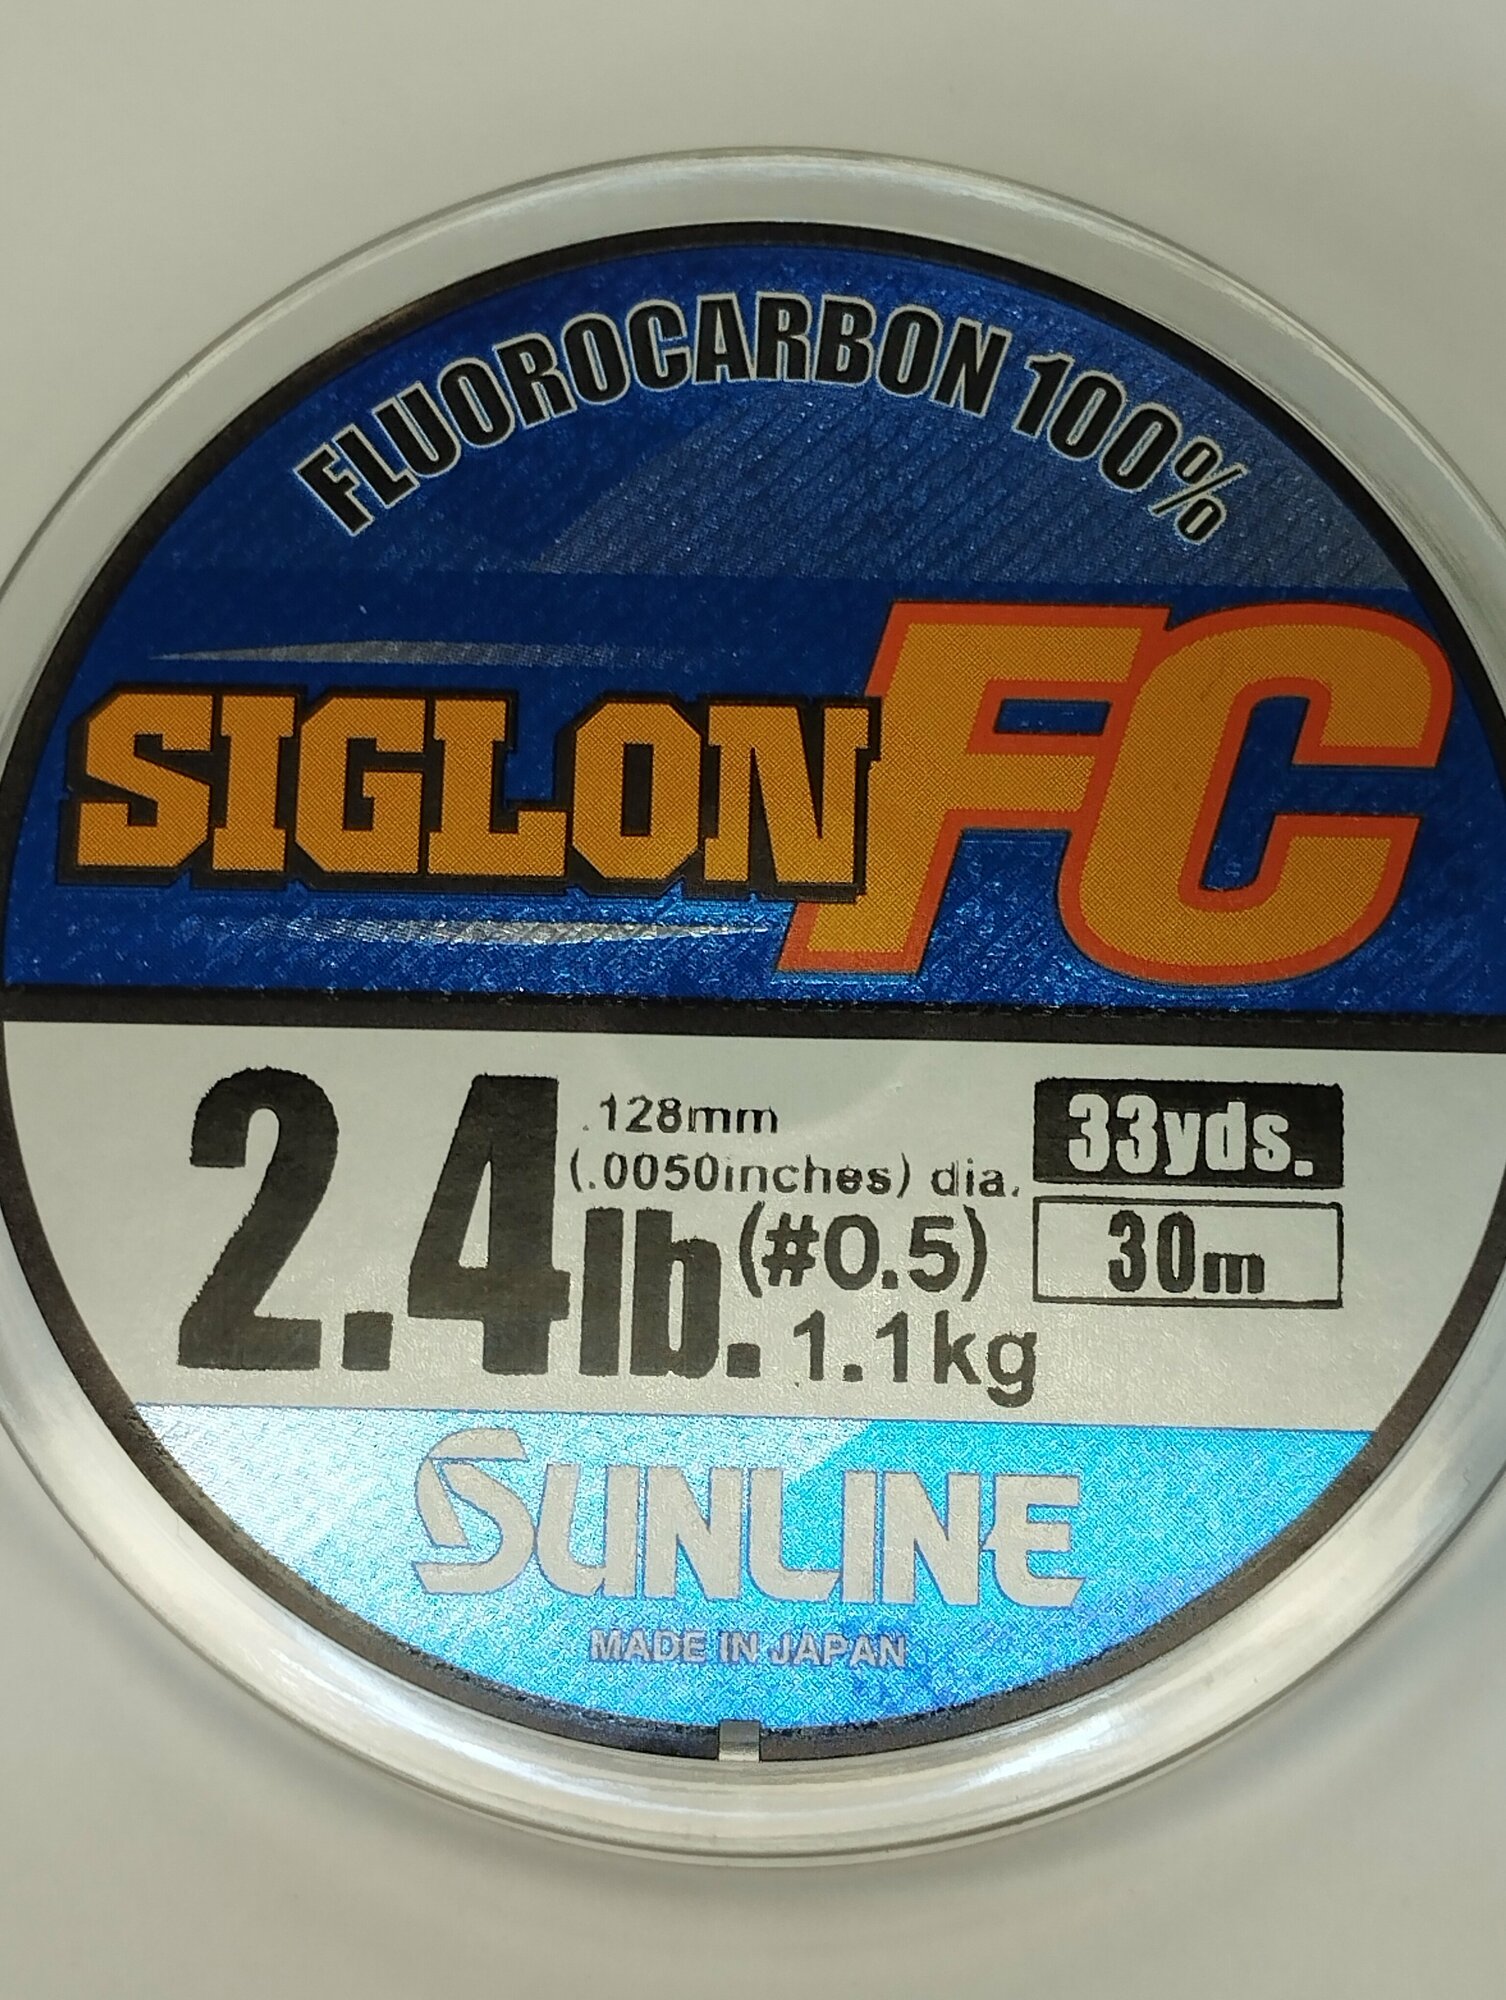 FLUOROCARBON 100%
SIGLON FC
2.4lb.
.128mm
(.0050inches) dia.
(#0.5)
1.1kg
33yds.
30m
SUNLINE
MADE IN JAPAN